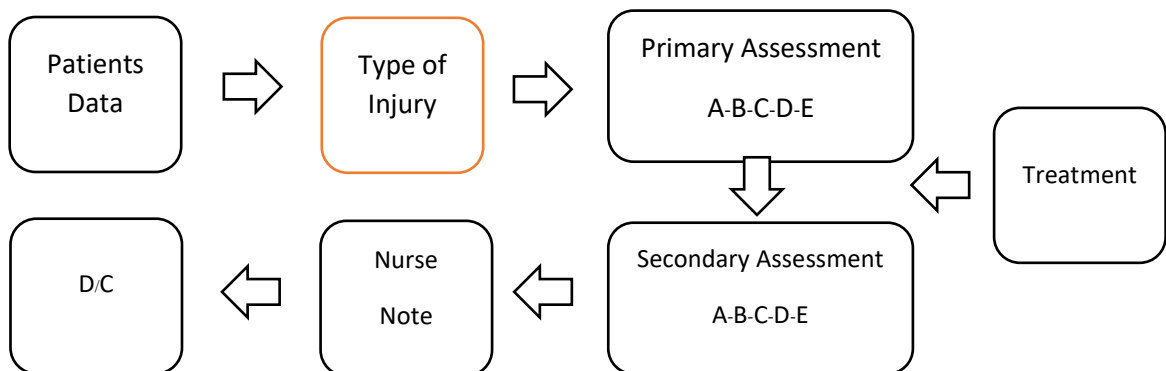 Patients
Data
Type of
Injury
Primary Assessment
A-B-C-D-E
Treatment
Secondary Assessment
A-B-C-D-E
Nurse
Note
D/C